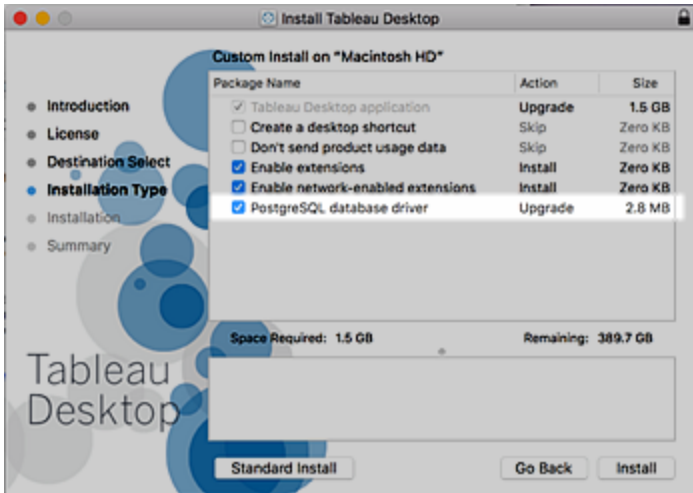 Install Tableau Desktop
Custom Install on "Macintosh HD"
Package Name Action Size
Tableau Desktop application Upgrade 1.5 GB
Create a desktop shortcut Skip Zero KB
Don't send product usage data Skip Zero KB
Enable extensions Install Zero KB
Enable network-enabled extensions Install Zero KB
PostgreSQL database driver Upgrade 2.8 MB
Introduction
License
Destination Select
Installation Type
Installation
Summary
Space Required: 1.5 GB Remaining: 389.7 GB
Tableau
Desktop
Standard Install Go Back Install